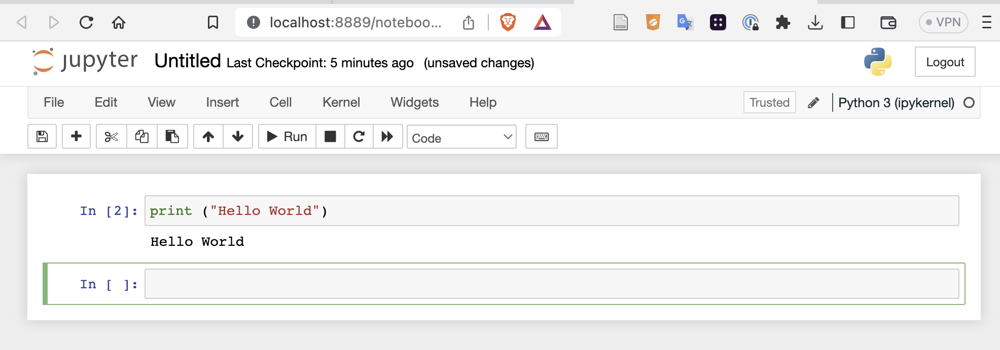 localhost:8889/noteboo... VPN
jupyter Untitled Last Checkpoint: 5 minutes ago (unsaved changes) Logout
File Edit View Insert Cell Kernel Widgets Help Trusted Python 3 (ipykernel)
Run Code
In [2]: print ("Hello World")
Hello World
In [ ]: